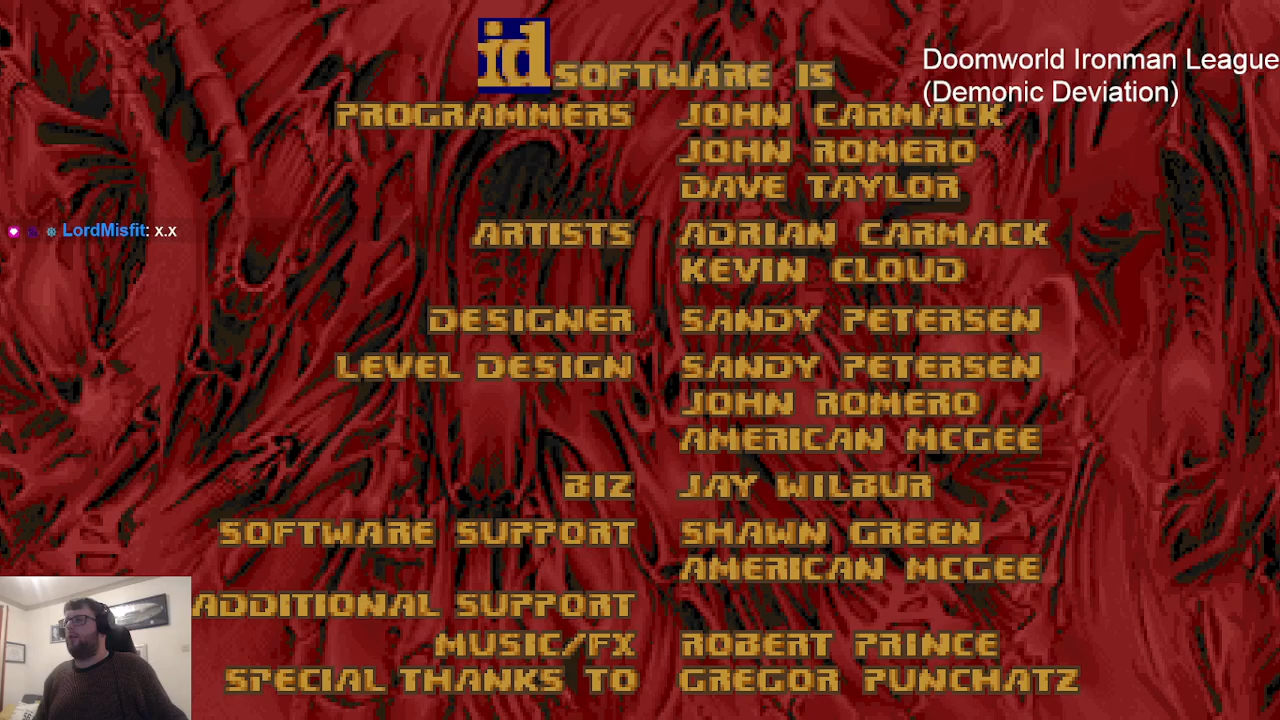 id SOFTWARE IS
Doomworld Ironman League
(Demonic Deviation)
PROGRAMMERS JOHN CARMACK
JOHN ROMERO
DAVE TAYLOR
LordMisfit: x.x
ARTISTS ADRIAN CARMACK
KEVIN CLOUD
DESIGNER SANDY PETERSEN
LEVEL DESIGN SANDY PETERSEN
JOHN ROMERO
AMERICAN MCGEE
BIZ JAY WILBUR
SOFTWARE SUPPORT SHAWN GREEN
AMERICAN MCGEE
ADDITIONAL SUPPORT
MUSIC/FX ROBERT PRINCE
SPECIAL THANKS TO GREGOR PUNCHATZ